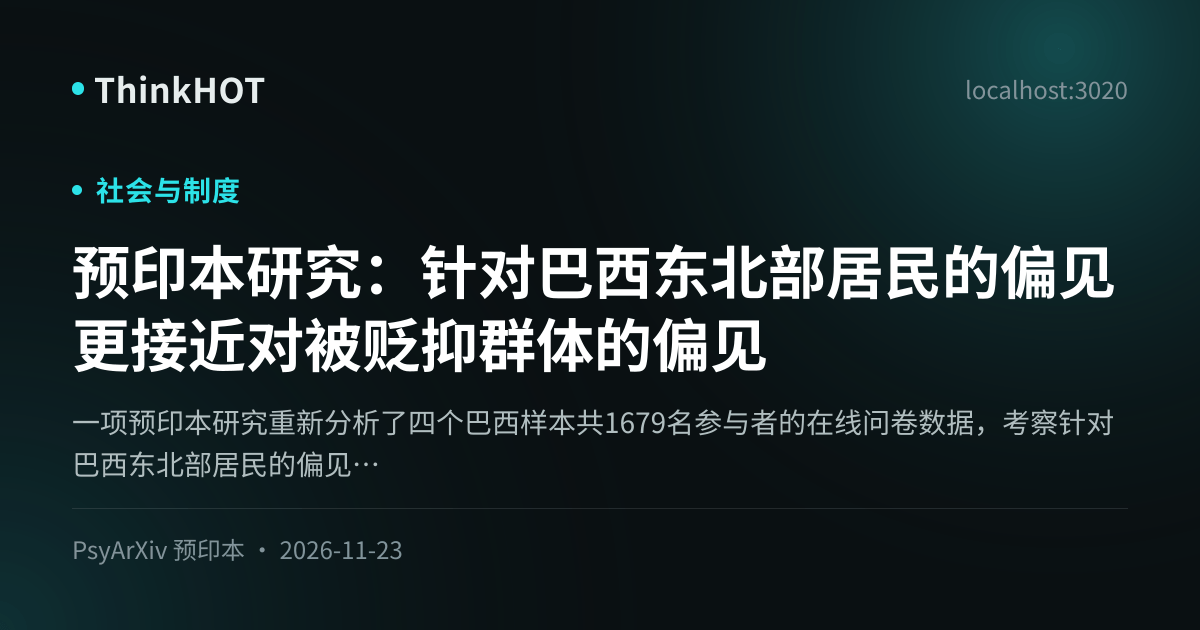 ThinkHOT
localhost:3020
社会与制度
预印本研究：针对巴西东北部居民的偏见
更接近对被贬抑群体的偏见
一项预印本研究重新分析了四个巴西样本共1679名参与者的在线问卷数据，考察针对
巴西东北部居民的偏见…
PsyArXiv 预印本 · 2026-11-23